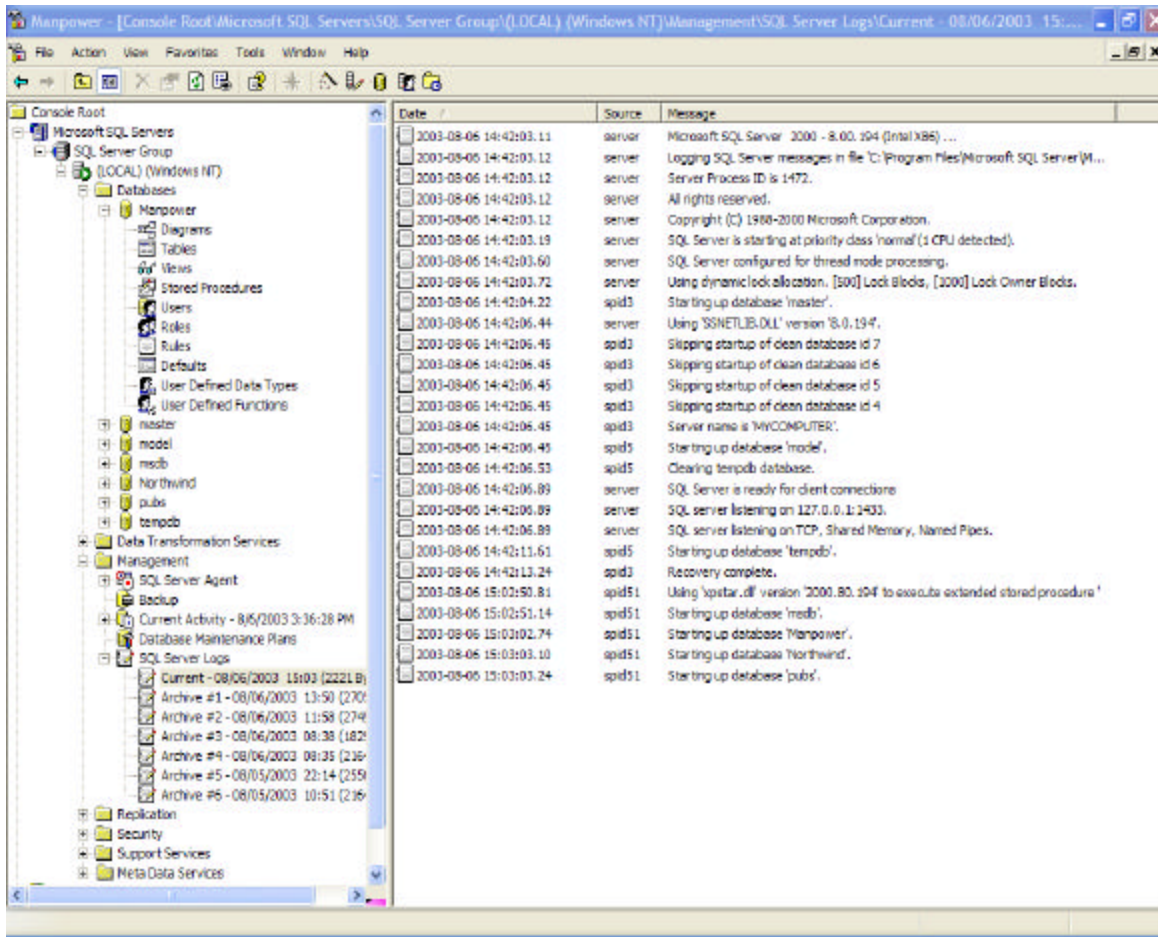 Manpower - [Console Root\Microsoft SQL Servers\SQL Server Group\(LOCAL) (Windows NT)\Management\SQL Server Logs\Current - 08/06/2003 15:...
File Action View Favorites Tools Window Help
Console Root
Microsoft SQL Servers
SQL Server Group
(LOCAL) (Windows NT)
Databases
Manpower
Diagrams
Tables
Views
Stored Procedures
Users
Roles
Rules
Defaults
User Defined Data Types
User Defined Functions
master
model
msdb
Northwind
pubs
tempdb
Data Transformation Services
Management
SQL Server Agent
Backup
Current Activity - 8/6/2003 3:36:28 PM
Database Maintenance Plans
SQL Server Logs
Current - 08/06/2003 15:03 (2221 By
Archive #1 - 08/06/2003 13:50 (270
Archive #2 - 08/06/2003 11:58 (274
Archive #3 - 08/06/2003 08:38 (182
Archive #4 - 08/06/2003 08:35 (216
Archive #5 - 08/05/2003 22:14 (255
Archive #6 - 08/05/2003 10:51 (216
Replication
Security
Support Services
Meta Data Services
Date Source Message
2003-08-06 14:42:03.11 server Microsoft SQL Server 2000 - 8.00.194 (Intel X86) ...
2003-08-06 14:42:03.12 server Logging SQL Server messages in file 'C:\Program Files\Microsoft SQL Server\M...
2003-08-06 14:42:03.12 server Server Process ID is 1472.
2003-08-06 14:42:03.12 server All rights reserved.
2003-08-06 14:42:03.12 server Copyright (C) 1988-2000 Microsoft Corporation.
2003-08-06 14:42:03.19 server SQL Server is starting at priority class 'normal'(1 CPU detected).
2003-08-06 14:42:03.60 server SQL Server configured for thread mode processing.
2003-08-06 14:42:03.72 server Using dynamic lock allocation. [500] Lock Blocks, [1000] Lock Owner Blocks.
2003-08-06 14:42:04.22 spid3 Starting up database 'master'.
2003-08-06 14:42:06.44 server Using 'SSNETLIB.DLL' version '8.0.194'.
2003-08-06 14:42:06.45 spid3 Skipping startup of clean database id 7
2003-08-06 14:42:06.45 spid3 Skipping startup of clean database id 6
2003-08-06 14:42:06.45 spid3 Skipping startup of clean database id 5
2003-08-06 14:42:06.45 spid3 Skipping startup of clean database id 4
2003-08-06 14:42:06.45 spid3 Server name is 'MYCOMPUTER'.
2003-08-06 14:42:06.45 spid5 Starting up database 'model'.
2003-08-06 14:42:06.53 spid5 Clearing tempdb database.
2003-08-06 14:42:06.89 server SQL Server is ready for client connections
2003-08-06 14:42:06.89 server SQL server listening on 127.0.0.1:1433.
2003-08-06 14:42:06.89 server SQL server listening on TCP, Shared Memory, Named Pipes.
2003-08-06 14:42:11.61 spid5 Starting up database 'tempdb'.
2003-08-06 14:42:13.24 spid3 Recovery complete.
2003-08-06 15:02:50.81 spid51 Using 'xpstar.dll' version '2000.80.194' to execute extended stored procedure '
2003-08-06 15:02:51.14 spid51 Starting up database 'msdb'.
2003-08-06 15:03:02.74 spid51 Starting up database 'Manpower'.
2003-08-06 15:03:03.10 spid51 Starting up database 'Northwind'.
2003-08-06 15:03:03.24 spid51 Starting up database 'pubs'.